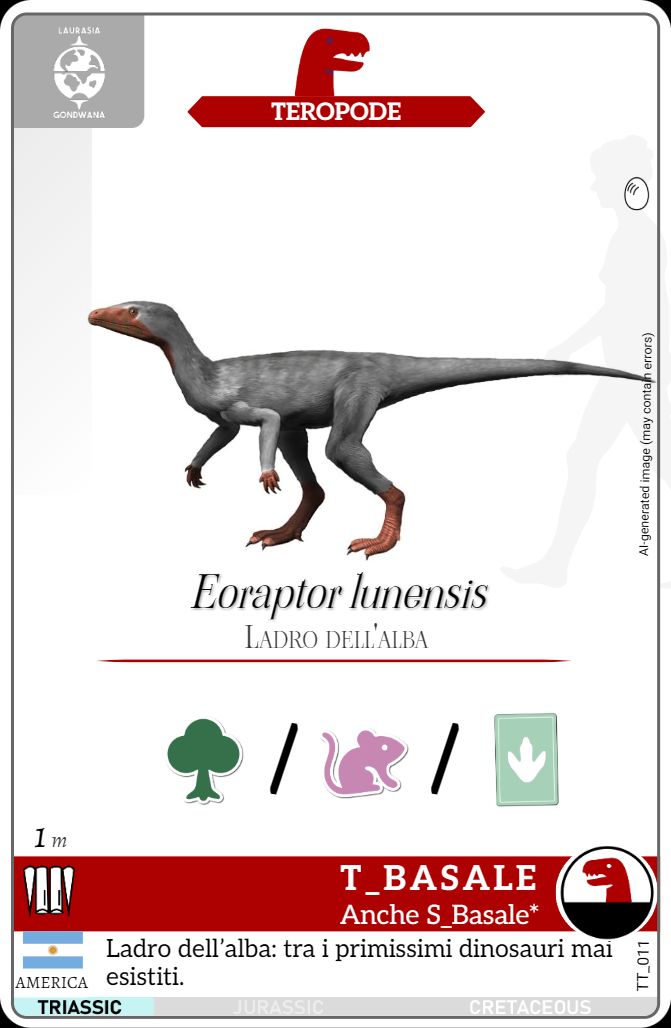 LAURASIA
GONDWANA
TEROPODE
AI-generated image (may contain errors)
Eoraptor lunensis
LADRO DELL'ALBA
1 m
T_BASALE
Anche S_Basale*
Ladro dell’alba: tra i primissimi dinosauri mai
esistiti.
AMERICA
TT_011
TRIASSIC JURASSIC CRETACEOUS